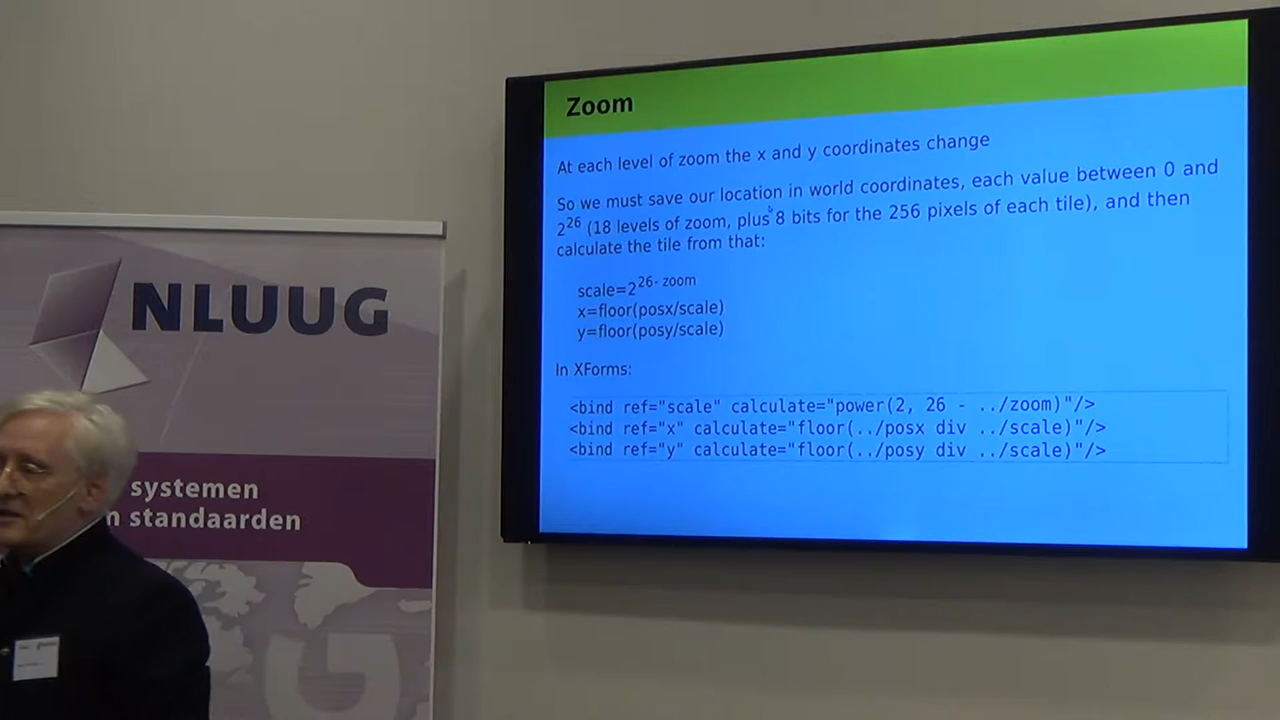 Zoom
At each level of zoom the x and y coordinates change
So we must save our location in world coordinates, each value between 0 and
2^26 (18 levels of zoom, plus 8 bits for the 256 pixels of each tile), and then
calculate the tile from that:
scale=2^26- zoom
x=floor(posx/scale)
y=floor(posy/scale)
In XForms:
<bind ref="scale" calculate="power(2, 26 - ../zoom)"/>
<bind ref="x" calculate="floor(../posx div ../scale)"/>
<bind ref="y" calculate="floor(../posy div ../scale)"/>
NLUUG
systemen
n standaarden
G